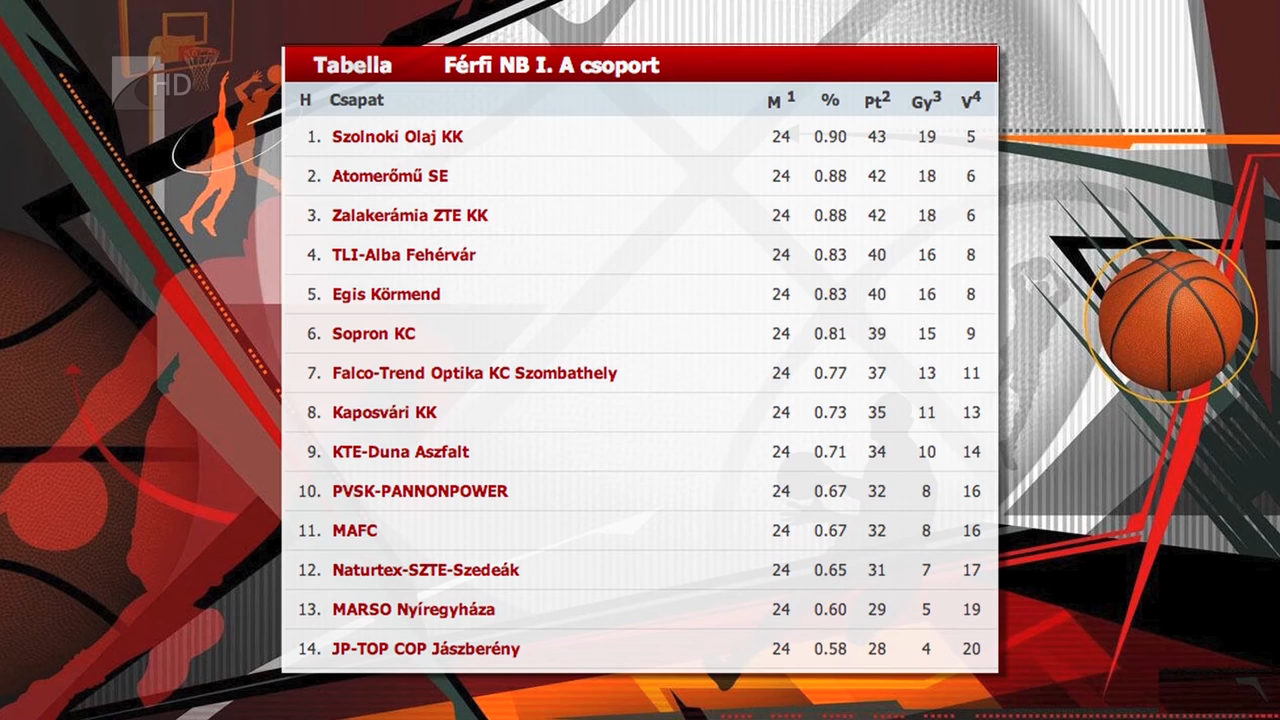 HD
Tabella Férfi NB I. A csoport
H Csapat M 1 % Pt2 Gy3 V4
1. Szolnoki Olaj KK 24 0.90 43 19 5
2. Atomerőmű SE 24 0.88 42 18 6
3. Zalakerámia ZTE KK 24 0.88 42 18 6
4. TLI-Alba Fehérvár 24 0.83 40 16 8
5. Egis Körmend 24 0.83 40 16 8
6. Sopron KC 24 0.81 39 15 9
7. Falco-Trend Optika KC Szombathely 24 0.77 37 13 11
8. Kaposvári KK 24 0.73 35 11 13
9. KTE-Duna Aszfalt 24 0.71 34 10 14
10. PVSK-PANNONPOWER 24 0.67 32 8 16
11. MAFC 24 0.67 32 8 16
12. Naturtex-SZTE-Szedeák 24 0.65 31 7 17
13. MARSO Nyíregyháza 24 0.60 29 5 19
14. JP-TOP COP Jászberény 24 0.58 28 4 20